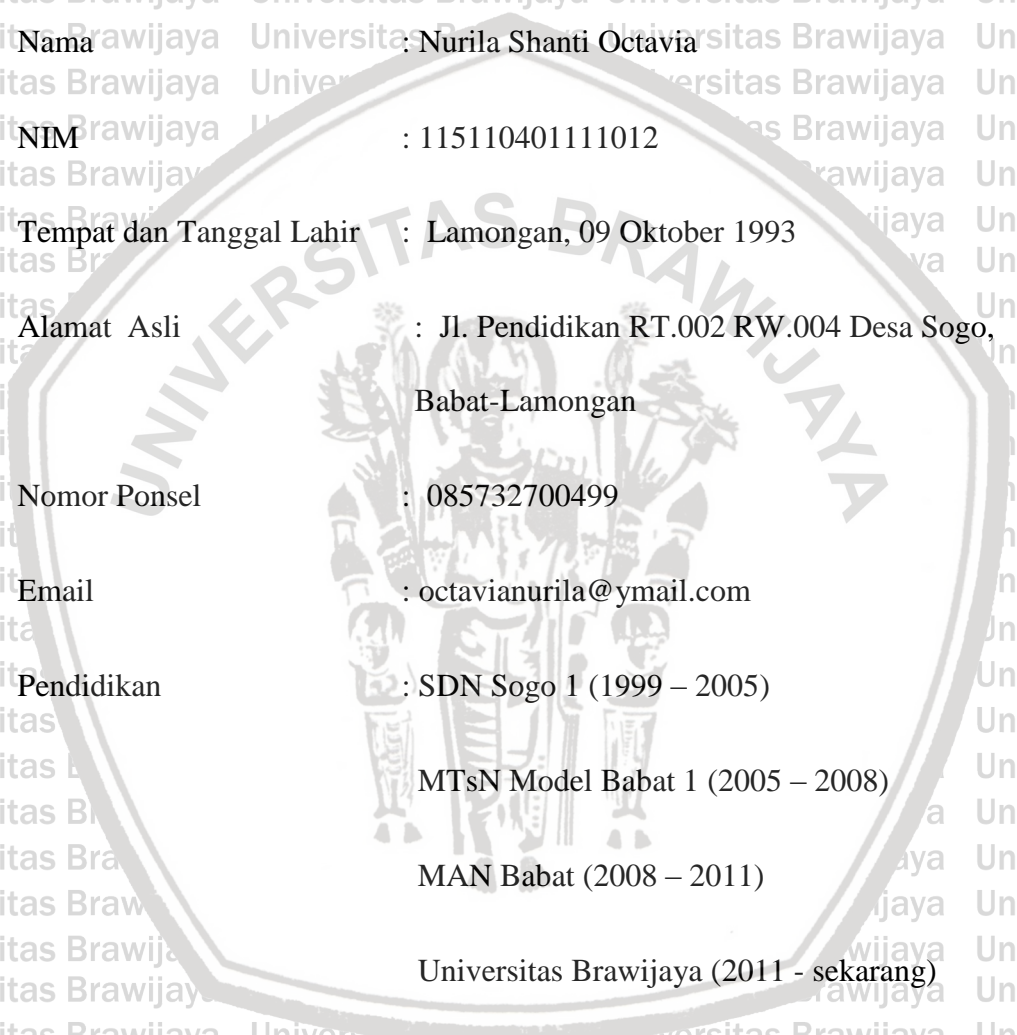 Nama : Nurila Shanti Octavia
NIM : 115110401111012
Tempat dan Tanggal Lahir : Lamongan, 09 Oktober 1993
Alamat Asli : Jl. Pendidikan RT.002 RW.004 Desa Sogo,
Babat-Lamongan
Nomor Ponsel : 085732700499
Email : octavianurila@ymail.com
Pendidikan : SDN Sogo 1 (1999 – 2005)
MTsN Model Babat 1 (2005 – 2008)
MAN Babat (2008 – 2011)
Universitas Brawijaya (2011 - sekarang)
UNIVERSITAS BRAWIJAYA